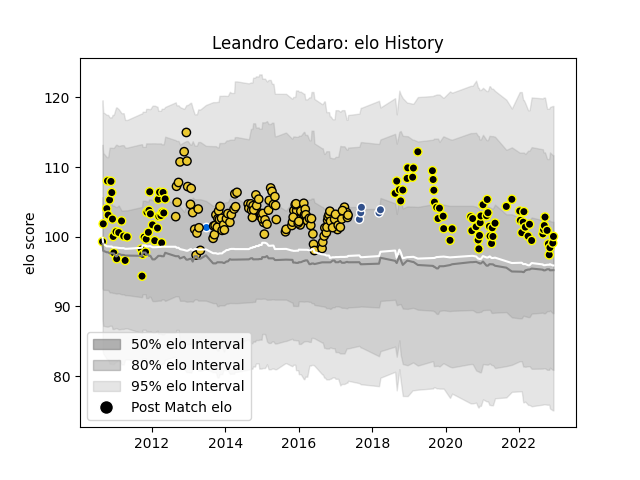 Leandro Cedaro: elo History
120
110
100
90
80
elo score
50% elo Interval
80% elo Interval
95% elo Interval
Post Match elo
2012 2014 2016 2018 2020 2022